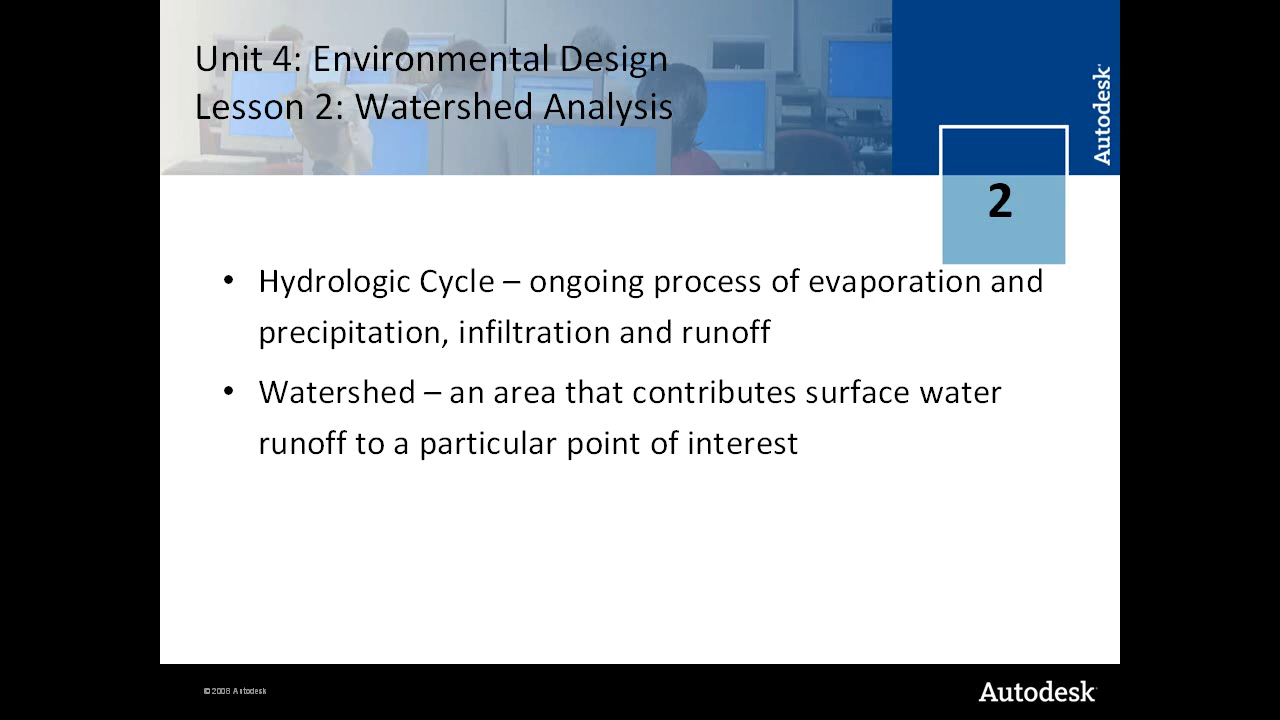 Unit 4: Environmental Design
Lesson 2: Watershed Analysis
Autodesk
2
• Hydrologic Cycle – ongoing process of evaporation and
precipitation, infiltration and runoff
• Watershed – an area that contributes surface water
runoff to a particular point of interest
© 2008 Autodesk
Autodesk